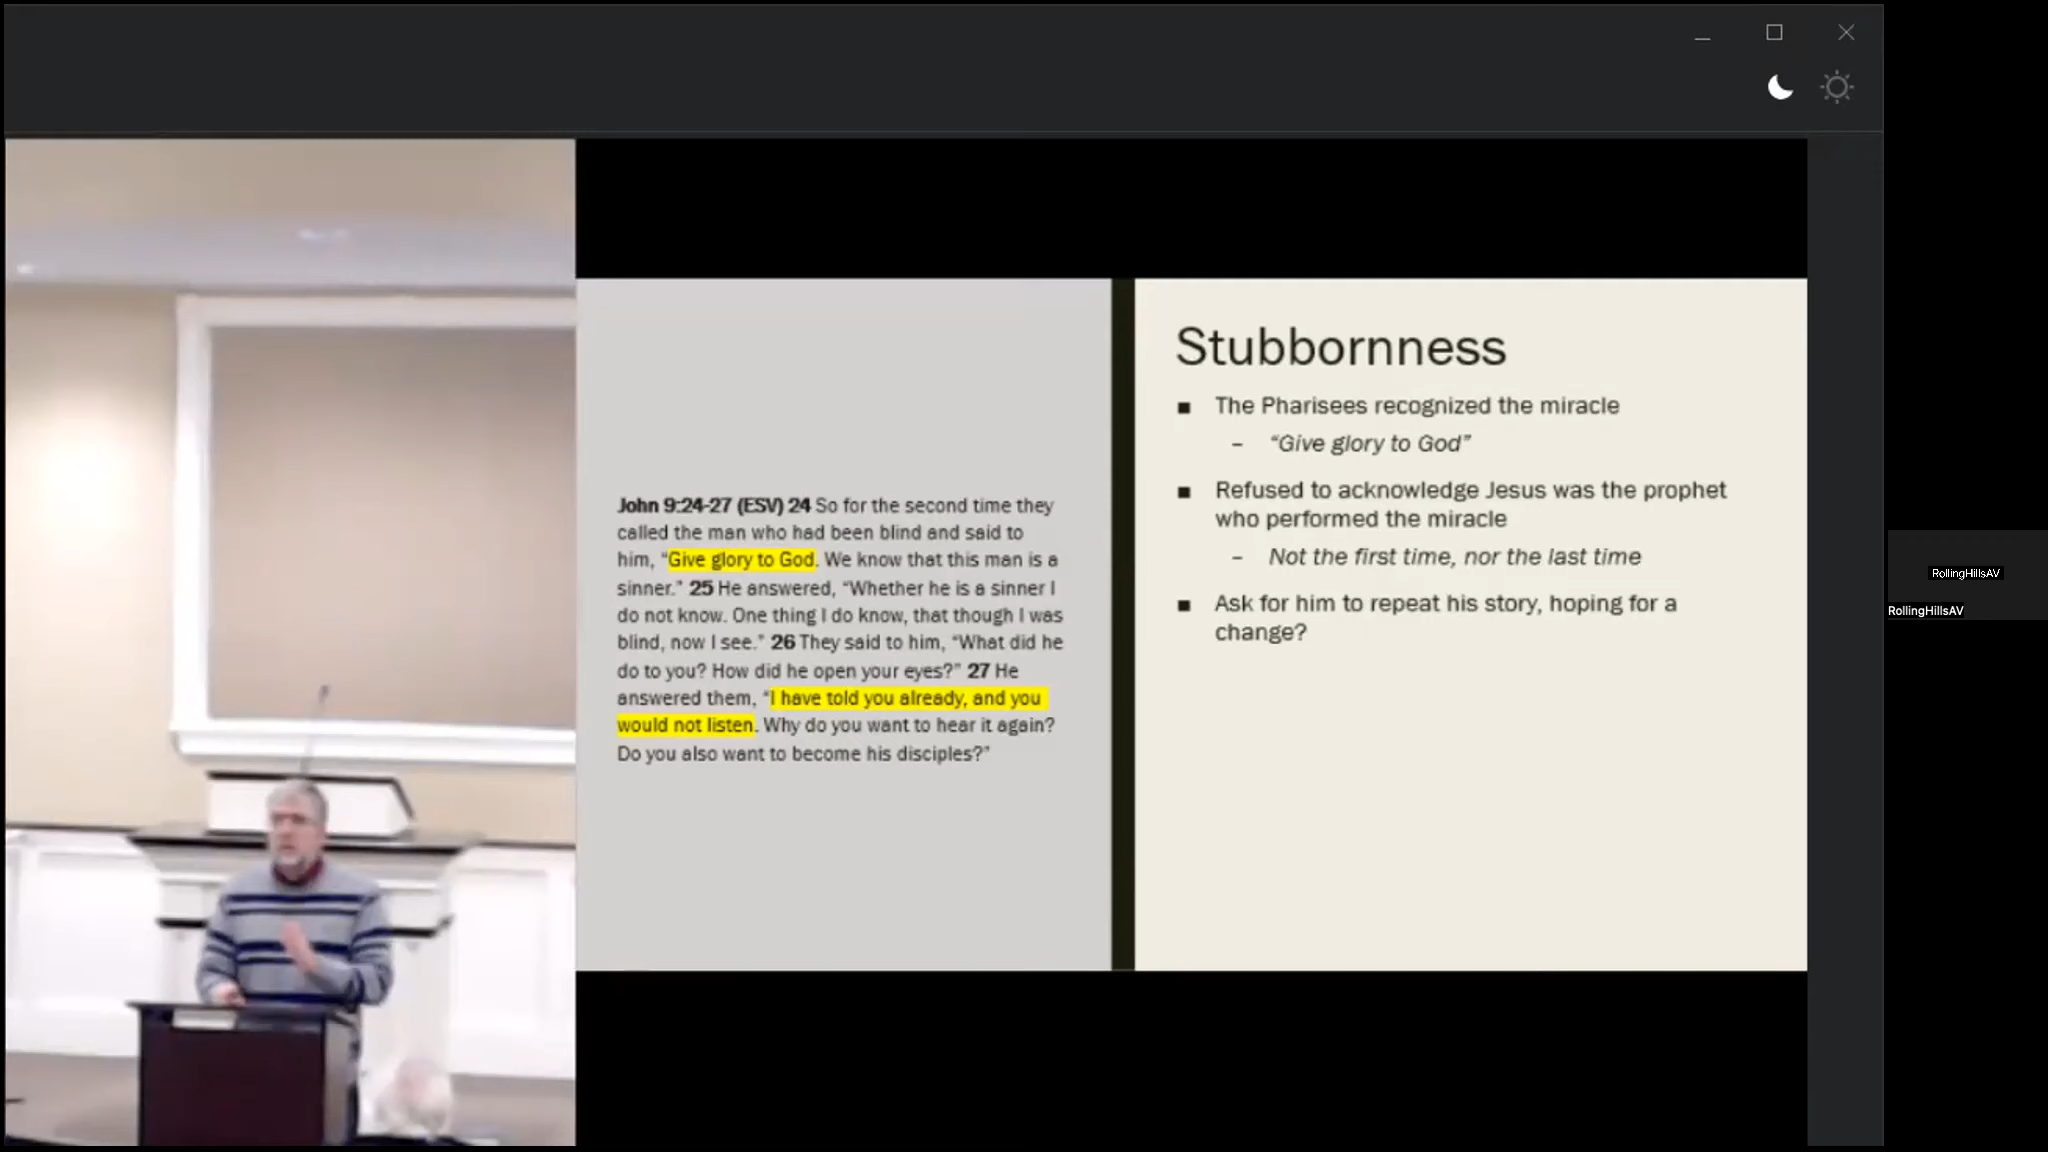 John 9:24-27 (ESV) 24 So for the second time they
called the man who had been blind and said to
him, “Give glory to God. We know that this man is a
sinner.” 25 He answered, “Whether he is a sinner I
do not know. One thing I do know, that though I was
blind, now I see.” 26 They said to him, “What did he
do to you? How did he open your eyes?” 27 He
answered them, “I have told you already, and you
would not listen. Why do you want to hear it again?
Do you also want to become his disciples?”
Stubbornness
■ The Pharisees recognized the miracle
– “Give glory to God”
■ Refused to acknowledge Jesus was the prophet
who performed the miracle
– Not the first time, nor the last time
■ Ask for him to repeat his story, hoping for a
change?
RollingHillsAV
RollingHillsAV